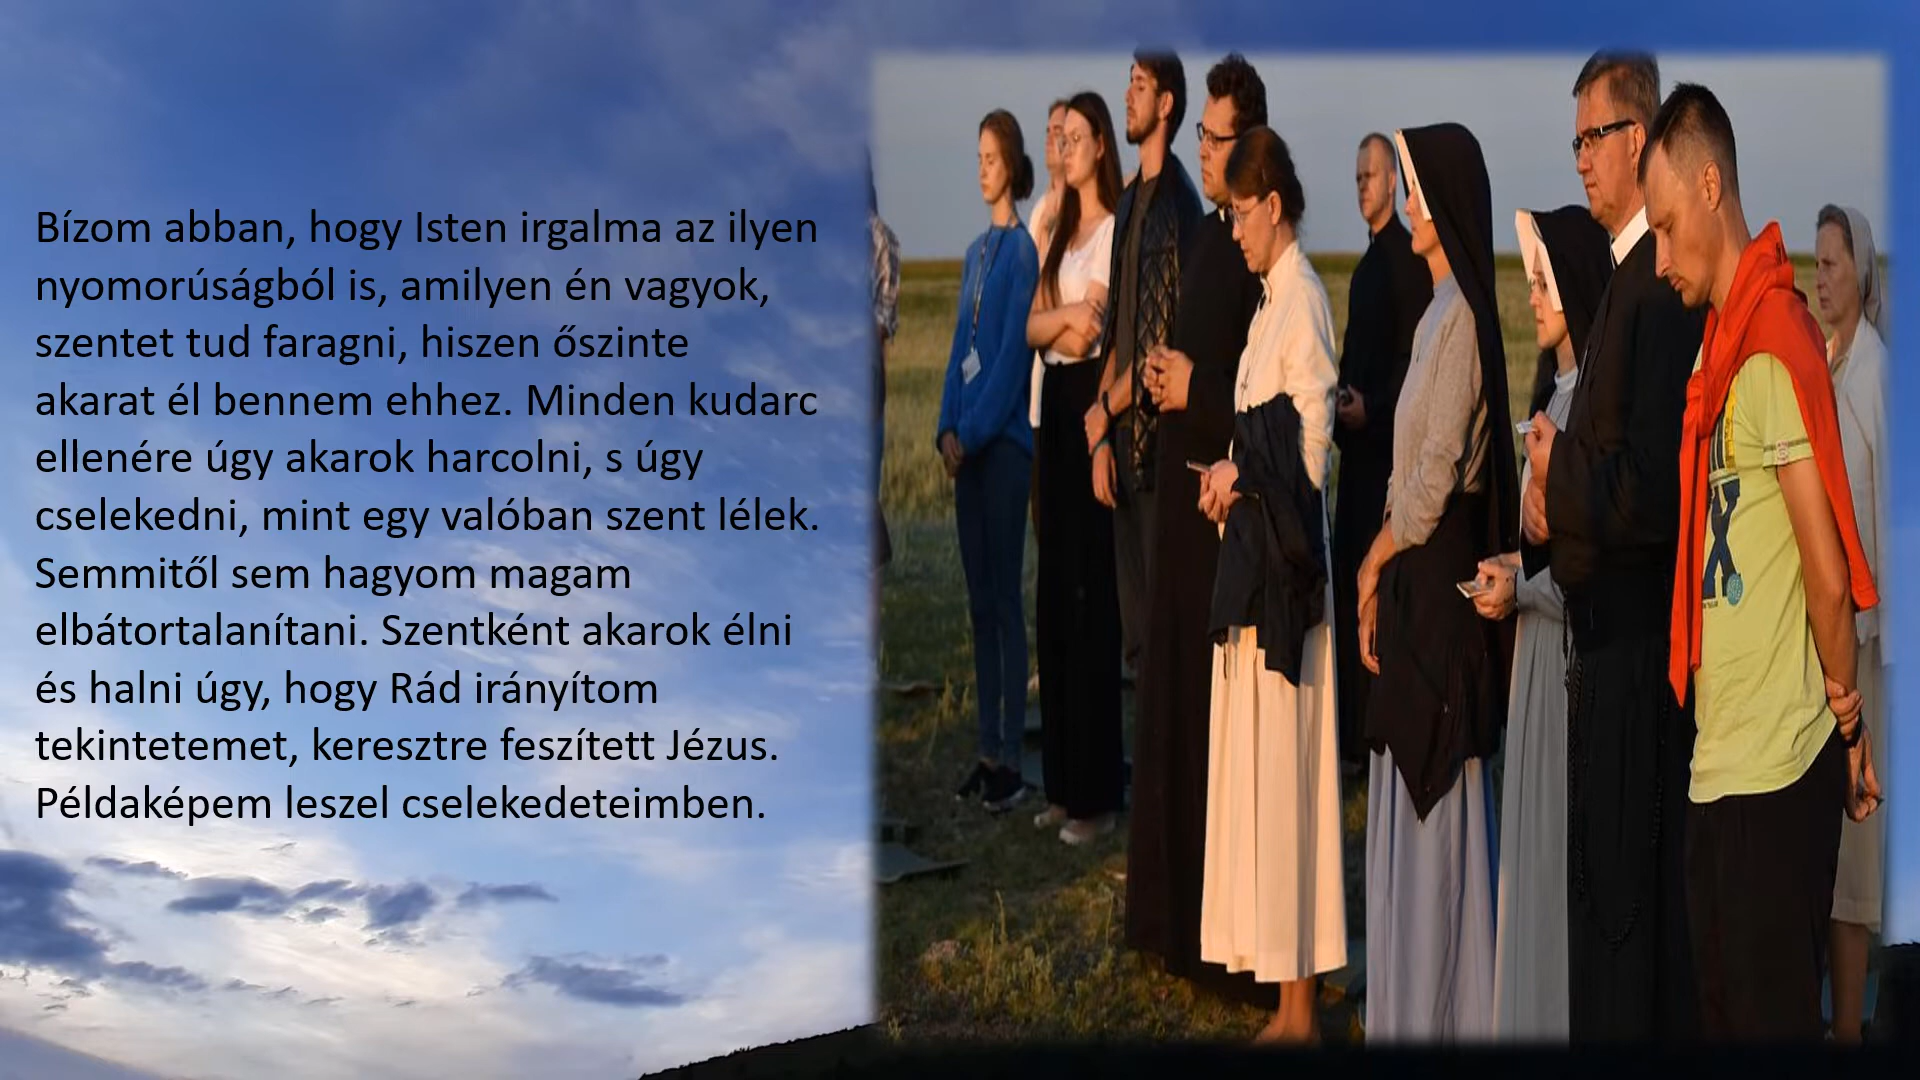 Bízom abban, hogy Isten irgalma az ilyen
nyomorúságból is, amilyen én vagyok,
szentet tud faragni, hiszen őszinte
akarat él bennem ehhez. Minden kudarc
ellenére úgy akarok harcolni, s úgy
cselekedni, mint egy valóban szent lélek.
Semmitől sem hagyom magam
elbátortalanítani. Szentként akarok élni
és halni úgy, hogy Rád irányítom
tekintetemet, keresztre feszített Jézus.
Példaképem leszel cselekedeteimben.